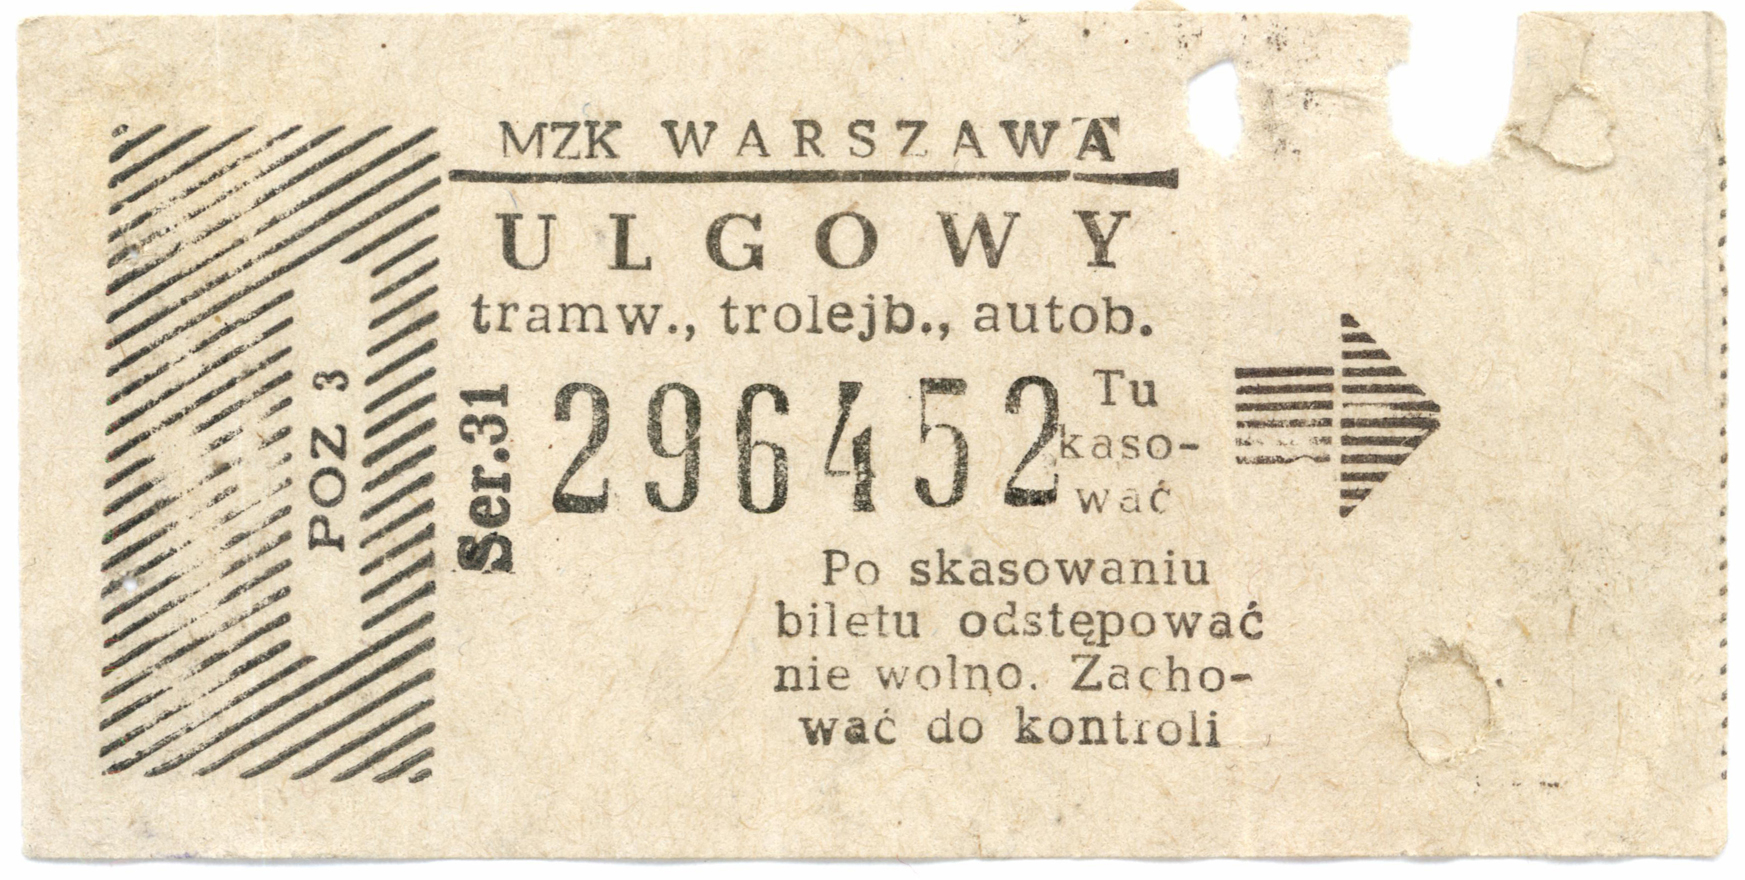 MZK WARSZAWA
ULGOWY
tramw., trolejb., autob.
POZ 3
Ser.31
296452
Tu
kaso-
wać
Po skasowaniu
biletu odstępować
nie wolno. Zacho-
wać do kontroli